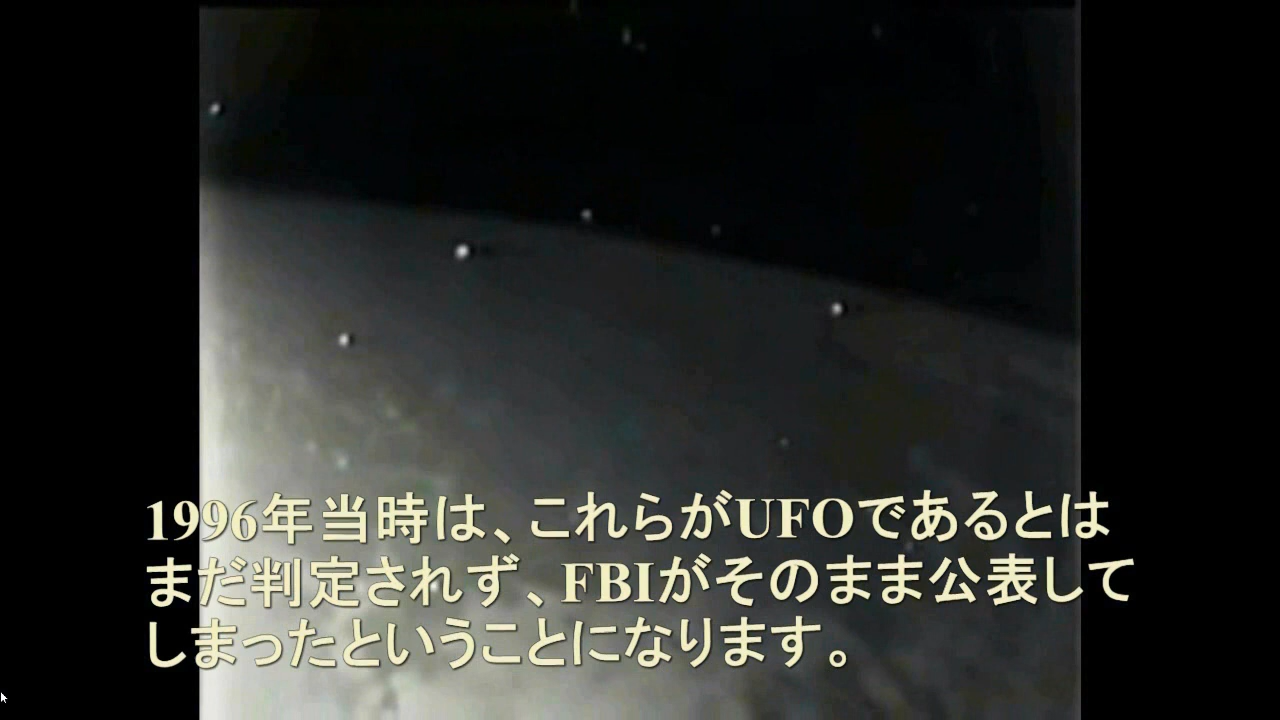 1996年当時は、これらがUFOであるとは
まだ判定されず、FBIがそのまま公表して
しまったということになります。